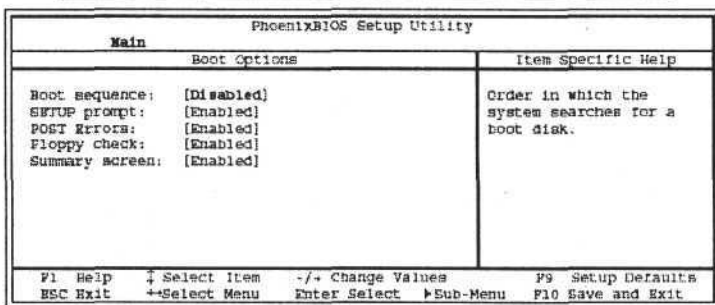 PhoenixBIOS Setup Utility
Main
Boot Options
Item Specific Help
Boot sequence: [Disabled]
SETUP prompt: [Enabled]
POST Errors: [Enabled]
Floppy check: [Enabled]
Summary screen: [Enabled]
Order in which the
system searches for a
boot disk.
F1 Help ↕ Select Item -/+ Change Values F9 Setup Defaults
ESC Exit ↔Select Menu Enter Select ▶Sub-Menu F10 Save and Exit